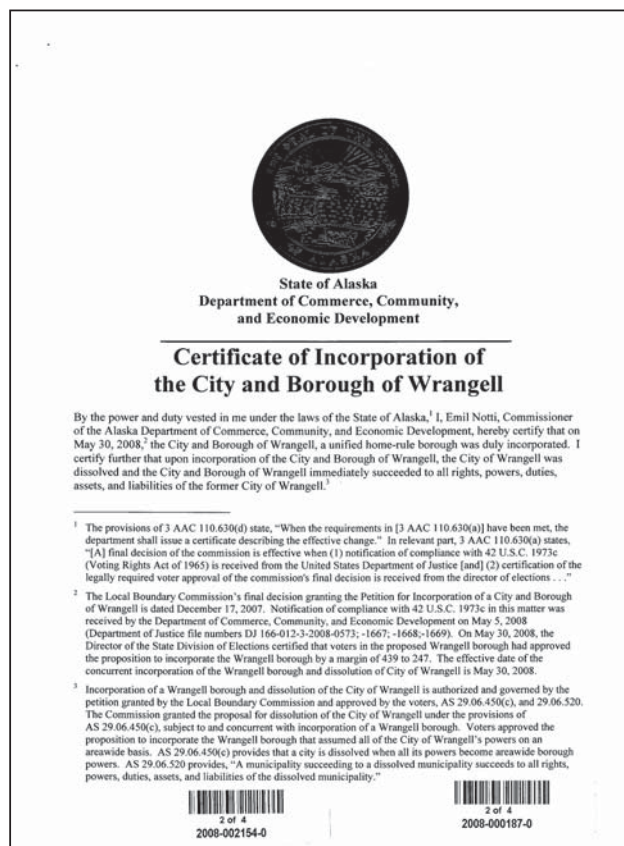 State of Alaska
Department of Commerce, Community,
and Economic Development
Certificate of Incorporation of
the City and Borough of Wrangell
By the power and duty vested in me under the laws of the State of Alaska,¹ I, Emil Notti, Commissioner
of the Alaska Department of Commerce, Community, and Economic Development, hereby certify that on
May 30, 2008,² the City and Borough of Wrangell, a unified home-rule borough was duly incorporated. I
certify further that upon incorporation of the City and Borough of Wrangell, the City of Wrangell was
dissolved and the City and Borough of Wrangell immediately succeeded to all rights, powers, duties,
assets, and liabilities of the former City of Wrangell.³
¹ The provisions of 3 AAC 110.630(d) state, “When the requirements in [3 AAC 110.630(a)] have been met, the
department shall issue a certificate describing the effective change.” In relevant part, 3 AAC 110.630(a) states,
“[A] final decision of the commission is effective when (1) notification of compliance with 42 U.S.C. 1973c
(Voting Rights Act of 1965) is received from the United States Department of Justice [and] (2) certification of the
legally required voter approval of the commission's final decision is received from the director of elections . . .”
² The Local Boundary Commission's final decision granting the Petition for Incorporation of a City and Borough
of Wrangell is dated December 17, 2007. Notification of compliance with 42 U.S.C. 1973c in this matter was
received by the Department of Commerce, Community, and Economic Development on May 5, 2008
(Department of Justice file numbers DJ 166-012-3-2008-0573; -1667; -1668;-1669). On May 30, 2008, the
Director of the State Division of Elections certified that voters in the proposed Wrangell borough had approved
the proposition to incorporate the Wrangell borough by a margin of 439 to 247. The effective date of the
concurrent incorporation of the Wrangell borough and dissolution of City of Wrangell is May 30, 2008.
³ Incorporation of a Wrangell borough and dissolution of the City of Wrangell is authorized and governed by the
petition granted by the Local Boundary Commission and approved by the voters, AS 29.06.450(c), and 29.06.520.
The Commission granted the proposal for dissolution of the City of Wrangell under the provisions of
AS 29.06.450(c), subject to and concurrent with incorporation of a Wrangell borough. Voters approved the
proposition to incorporate the Wrangell borough that assumed all of the City of Wrangell's powers on an
areawide basis. AS 29.06.450(c) provides that a city is dissolved when all its powers become areawide borough
powers. AS 29.06.520 provides, “A municipality succeeding to a dissolved municipality succeeds to all rights,
powers, duties, assets, and liabilities of the dissolved municipality.”
2 of 4
2008-002154-0
2 of 4
2008-000187-0